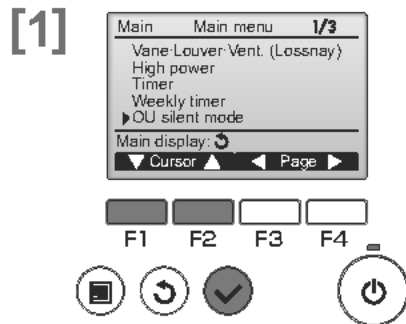 [1]
Main Main menu 1/3
Vane·Louver·Vent. (Lossnay)
High power
Timer
Weekly timer
▶OU silent mode
Main display: ↺
▼ Cursor ▲ ◀ Page ▶
F1 F2 F3 F4